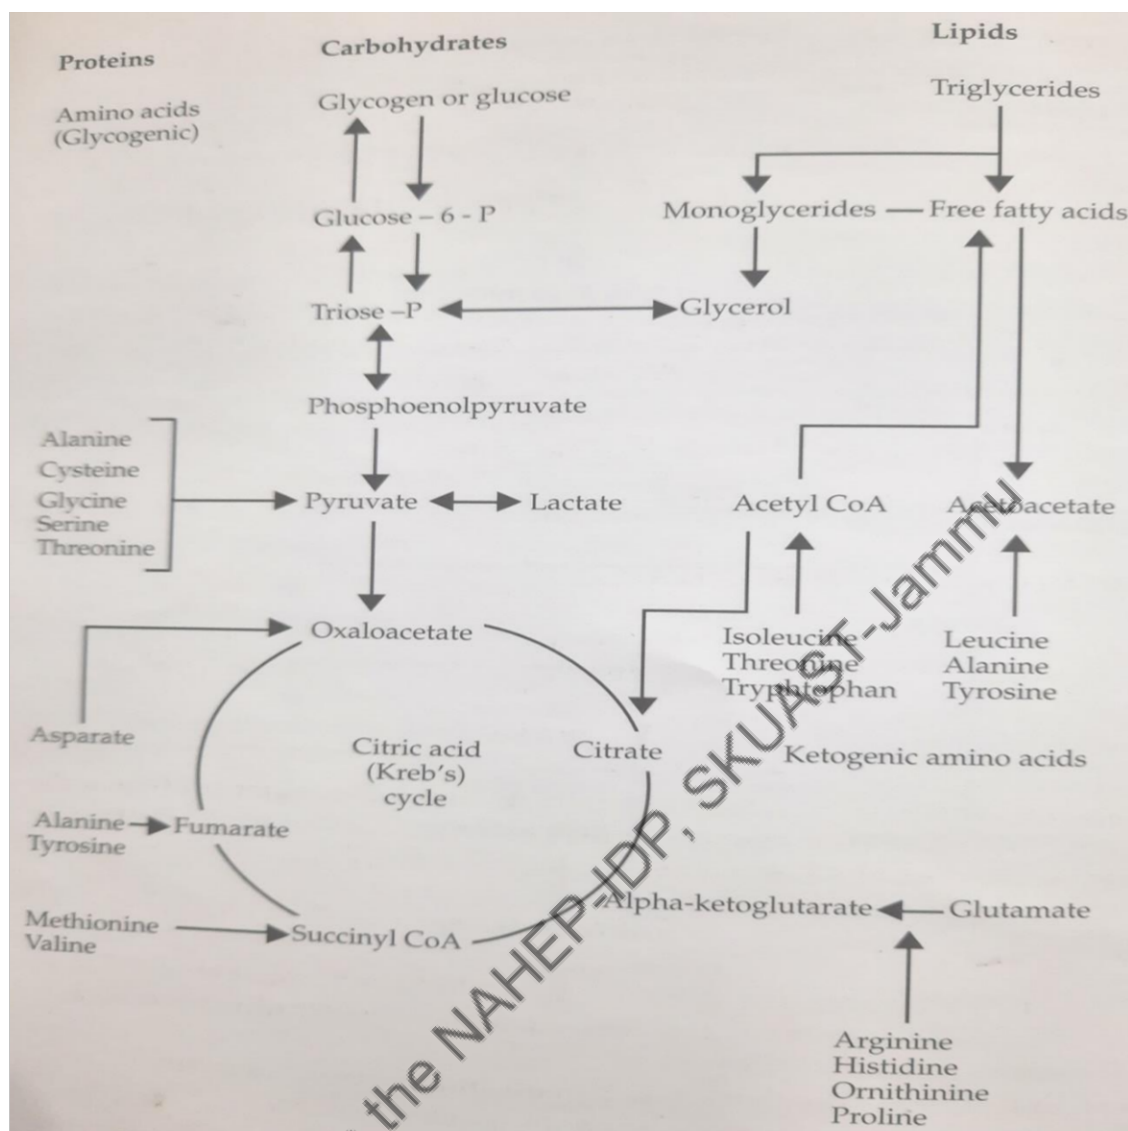 Proteins
Carbohydrates
Lipids
Amino acids
(Glycogenic)
Glycogen or glucose
Triglycerides
Glucose – 6 - P
Monoglycerides
Free fatty acids
Triose –P
Glycerol
Phosphoenolpyruvate
Alanine
Cysteine
Glycine
Serine
Threonine
Pyruvate
Lactate
Acetyl CoA
Acetoacetate
Oxaloacetate
Isoleucine
Threonine
Tryphtophan
Leucine
Alanine
Tyrosine
Asparate
Citric acid
(Kreb's)
cycle
Citrate
Ketogenic amino acids
Alanine
Tyrosine
Fumarate
Methionine
Valine
Succinyl CoA
Alpha-ketoglutarate
Glutamate
Arginine
Histidine
Ornithinine
Proline
the NAHEP-IDP, SKUAST-Jammu